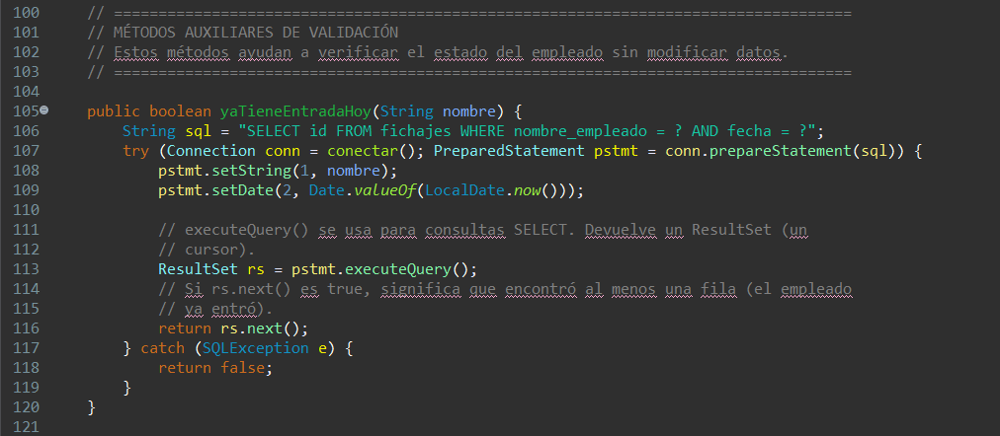 100 // ===================================================================================
101 // MÉTODOS AUXILIARES DE VALIDACIÓN
102 // Estos métodos ayudan a verificar el estado del empleado sin modificar datos.
103 // ===================================================================================
104
105 public boolean yaTieneEntradaHoy(String nombre) {
106 String sql = "SELECT id FROM fichajes WHERE nombre_empleado = ? AND fecha = ?";
107 try (Connection conn = conectar(); PreparedStatement pstmt = conn.prepareStatement(sql)) {
108 pstmt.setString(1, nombre);
109 pstmt.setDate(2, Date.valueOf(LocalDate.now()));
110
111 // executeQuery() se usa para consultas SELECT. Devuelve un ResultSet (un
112 // cursor).
113 ResultSet rs = pstmt.executeQuery();
114 // Si rs.next() es true, significa que encontró al menos una fila (el empleado
115 // ya entró).
116 return rs.next();
117 } catch (SQLException e) {
118 return false;
119 }
120 }
121